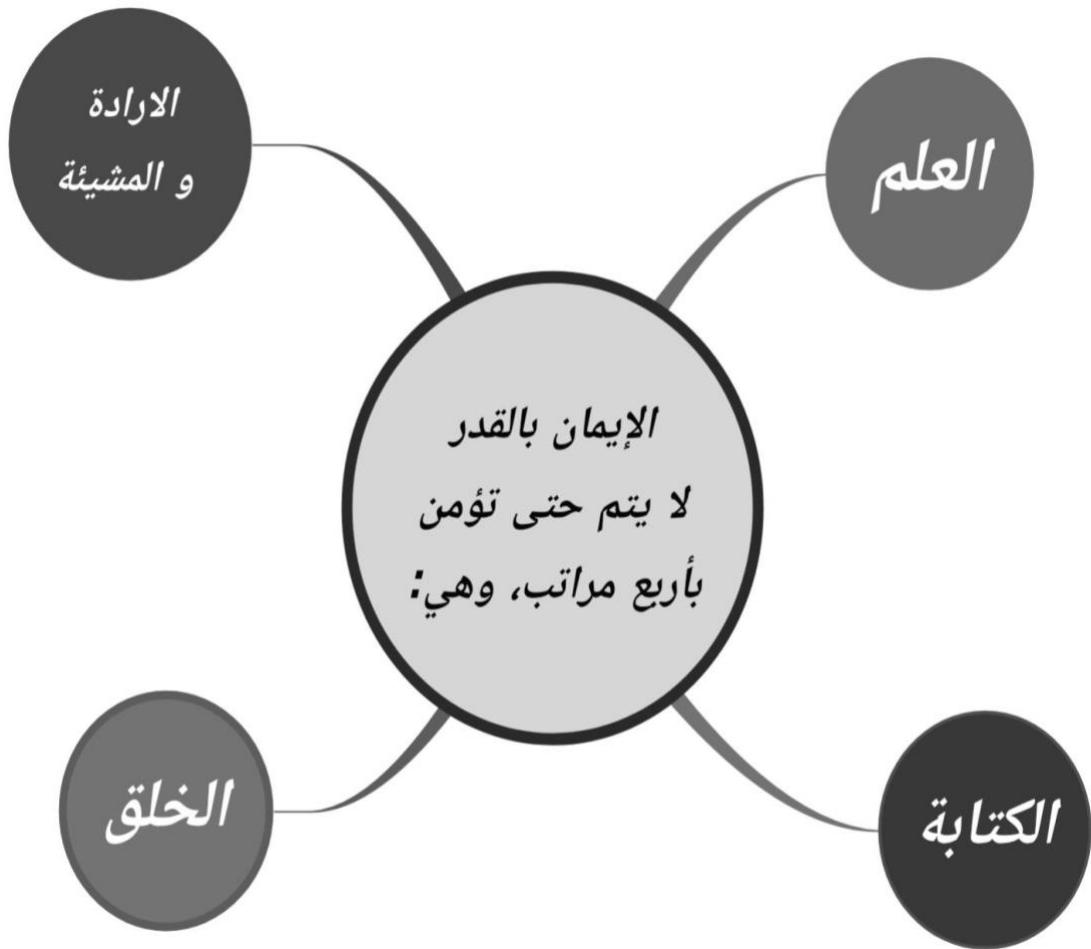 الإيمان بالقدر
لا يتم حتى تؤمن
بأربع مراتب، وهي:
العلم
الكتابة
الارادة
و المشيئة
الخلق